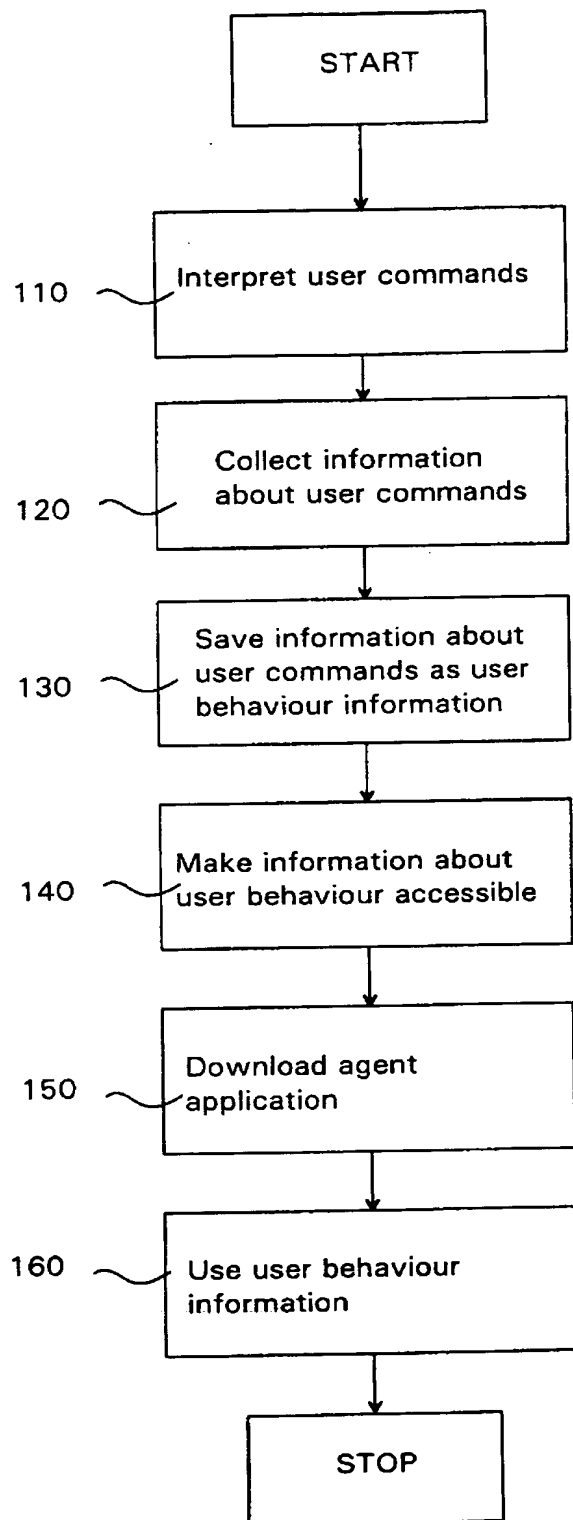 START
110
Interpret user commands
Collect information
about user commands
120
Save information about
user commands as user
behaviour information
130
Make information about
user behaviour accessible
140
Download agent
application
150
160
Use user behaviour
information
STOP